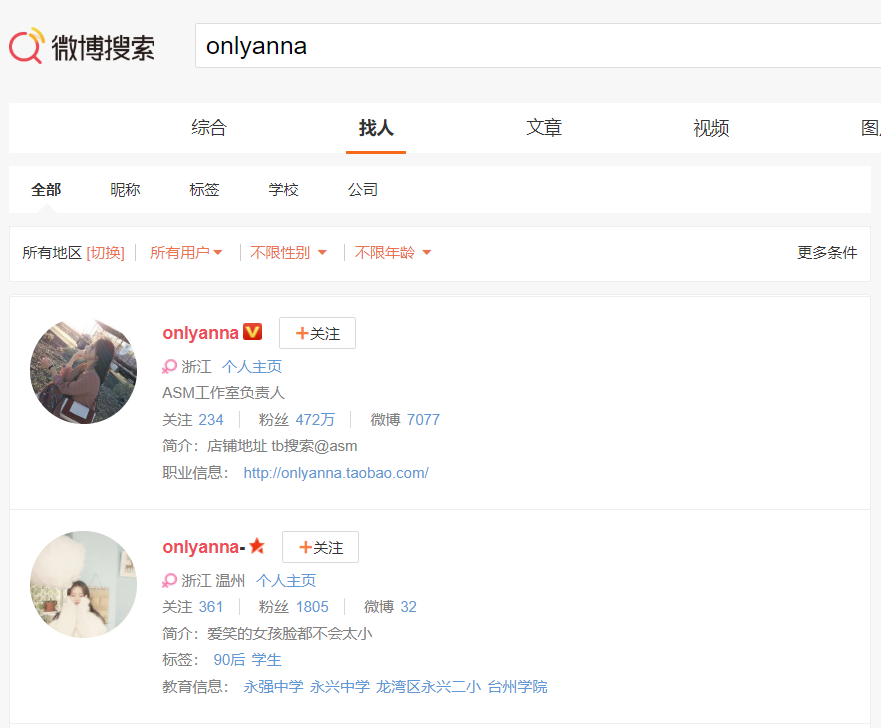 微博搜索
onlyanna
综合 找人 文章 视频
全部 昵称 标签 学校 公司
所有地区 [切换] 所有用户 不限性别 不限年龄 更多条件
onlyanna V +关注
浙江 个人主页
ASM工作室负责人
关注 234 粉丝 472万 微博 7077
简介：店铺地址 tb搜索@asm
职业信息： http://onlyanna.taobao.com/
onlyanna- +关注
浙江 温州 个人主页
关注 361 粉丝 1805 微博 32
简介：爱笑的女孩脸都不会太小
标签： 90后 学生
教育信息： 永强中学 永兴中学 龙湾区永兴二小 台州学院